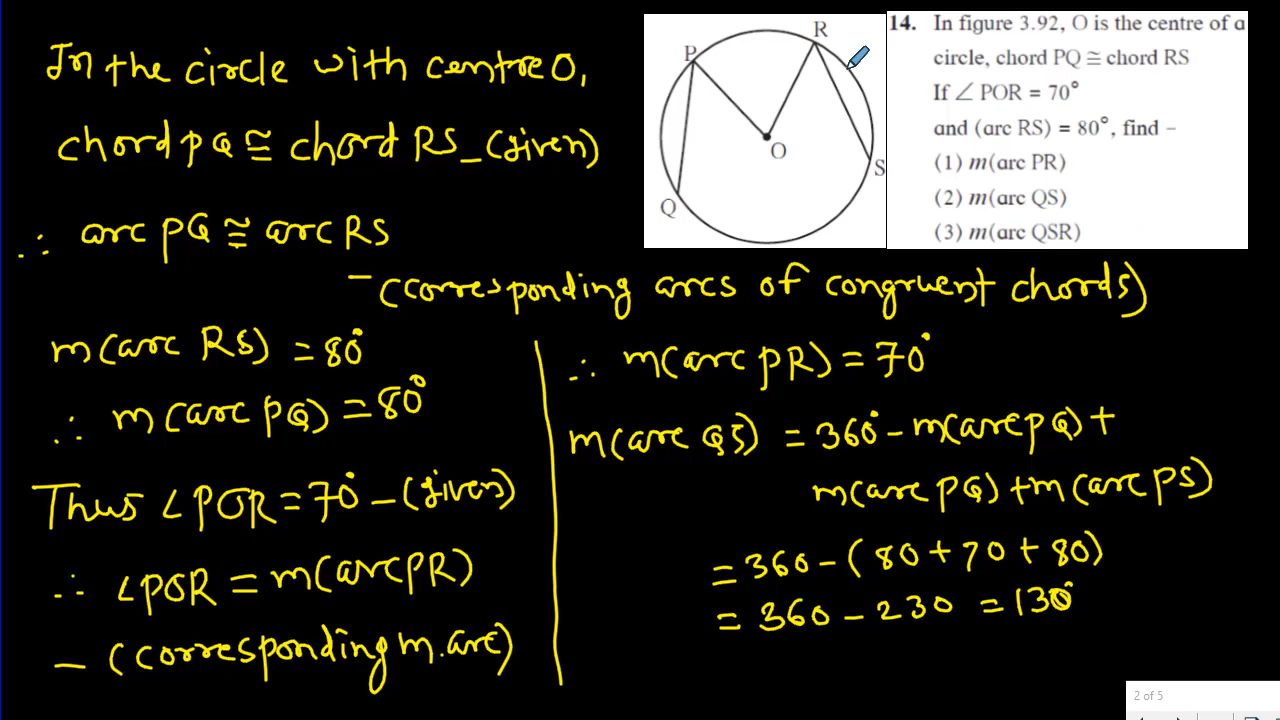 In the circle with centre O,
chord PQ ≅ chord RS _ (given)
∴ arc PQ ≅ arc RS
– (corresponding arcs of congruent chords)
m(arc RS) = 80°
∴ m(arc PQ) = 80°
Thus ∠POR = 70° – (given)
∴ ∠POR = m(arc PR)
– (corresponding m.arc)
∴ m(arc PR) = 70°
m(arc QS) = 360° – m(arc PQ) +
m(arc PQ) + m(arc PS)
= 360 – (80 + 70 + 80)
= 360 – 230 = 130°
R
P
O
S
Q
14. In figure 3.92, O is the centre of a
circle, chord PQ ≅ chord RS
If ∠ POR = 70°
and (arc RS) = 80°, find –
(1) m(arc PR)
(2) m(arc QS)
(3) m(arc QSR)
2 of 5